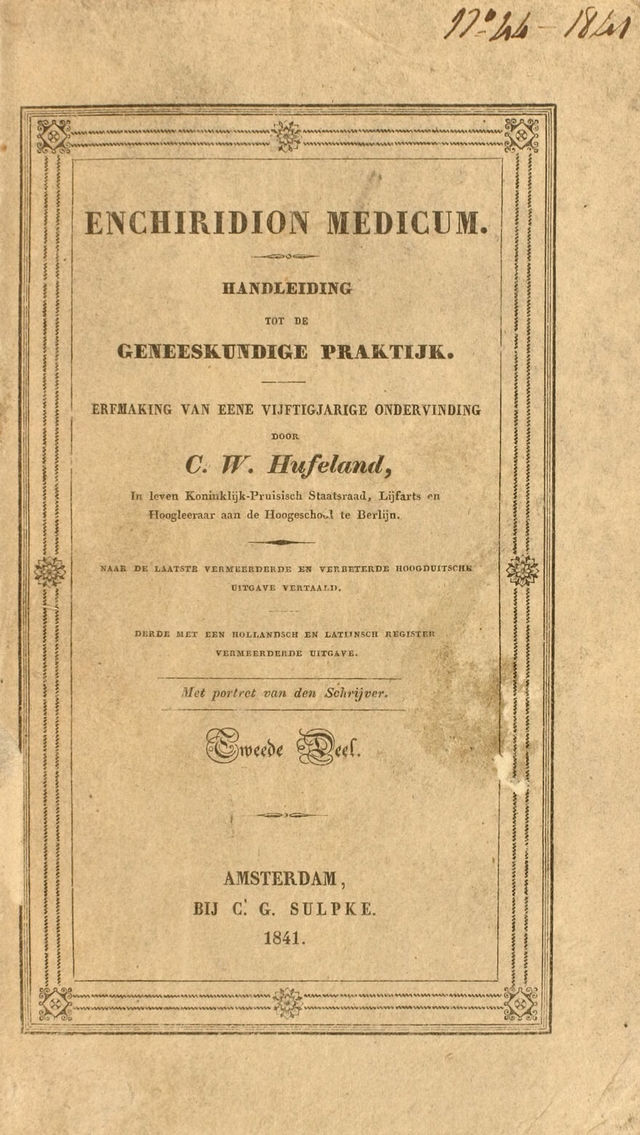 N° 44 - 1841
ENCHIRIDION MEDICUM.
HANDLEIDING
TOT DE
GENEESKUNDIGE PRAKTIJK.
ERFMAKING VAN EENE VIJFTIGJARIGE ONDERVINDING
DOOR
C. W. Hufeland,
In leven Koninklijk-Pruisisch Staatsraad, Lijfarts en
Hoogleeraar aan de Hoogeschool te Berlijn.
NAAR DE LAATSTE VERMEERDERDE EN VERBETERDE HOOGDUITSCHE
UITGAVE VERTAALD.
DERDE MET EEN HOLLANDSCH EN LATIJNSCH REGISTER
VERMEERDERDE UITGAVE.
Met portret van den Schrijver.
Tweede Deel.
AMSTERDAM,
BIJ C. G. SULPKE.
1841.